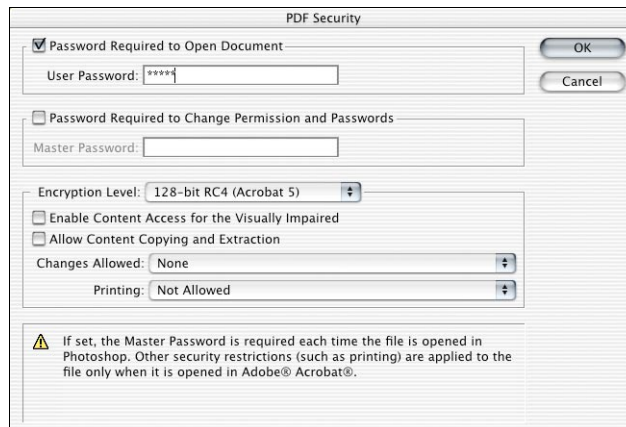 PDF Security
Password Required to Open Document
OK
User Password: *****
Cancel
Password Required to Change Permission and Passwords
Master Password:
Encryption Level: 128-bit RC4 (Acrobat 5)
Enable Content Access for the Visually Impaired
Allow Content Copying and Extraction
Changes Allowed: None
Printing: Not Allowed
If set, the Master Password is required each time the file is opened in
Photoshop. Other security restrictions (such as printing) are applied to the
file only when it is opened in Adobe® Acrobat®.